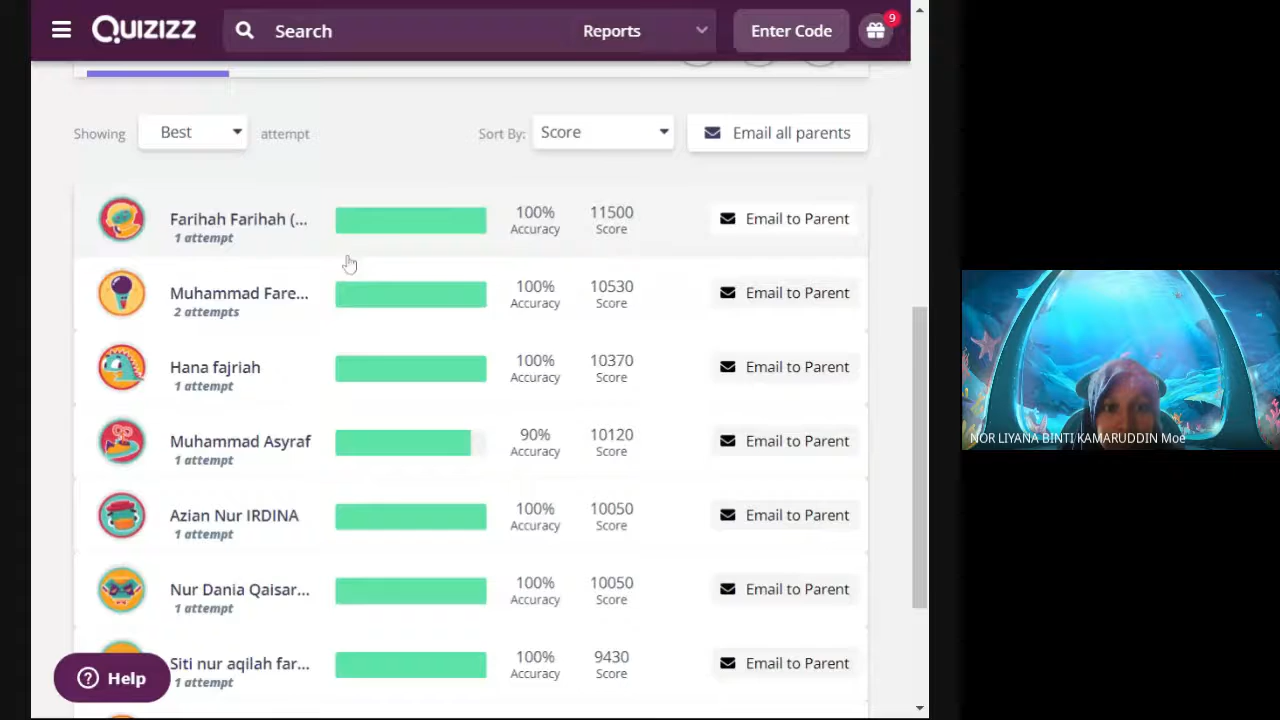 QUIZIZZ
Search
Reports
Enter Code
9
Showing
Best
attempt
Sort By:
Score
Email all parents
Farihah Farihah (...
1 attempt
100%
Accuracy
11500
Score
Email to Parent
Muhammad Fare...
2 attempts
100%
Accuracy
10530
Score
Email to Parent
Hana fajriah
1 attempt
100%
Accuracy
10370
Score
Email to Parent
Muhammad Asyraf
1 attempt
90%
Accuracy
10120
Score
Email to Parent
Azian Nur IRDINA
1 attempt
100%
Accuracy
10050
Score
Email to Parent
Nur Dania Qaisar...
1 attempt
100%
Accuracy
10050
Score
Email to Parent
Siti nur aqilah far...
1 attempt
100%
Accuracy
9430
Score
Email to Parent
Help
NOR LIYANA BINTI KAMARUDDIN Moe